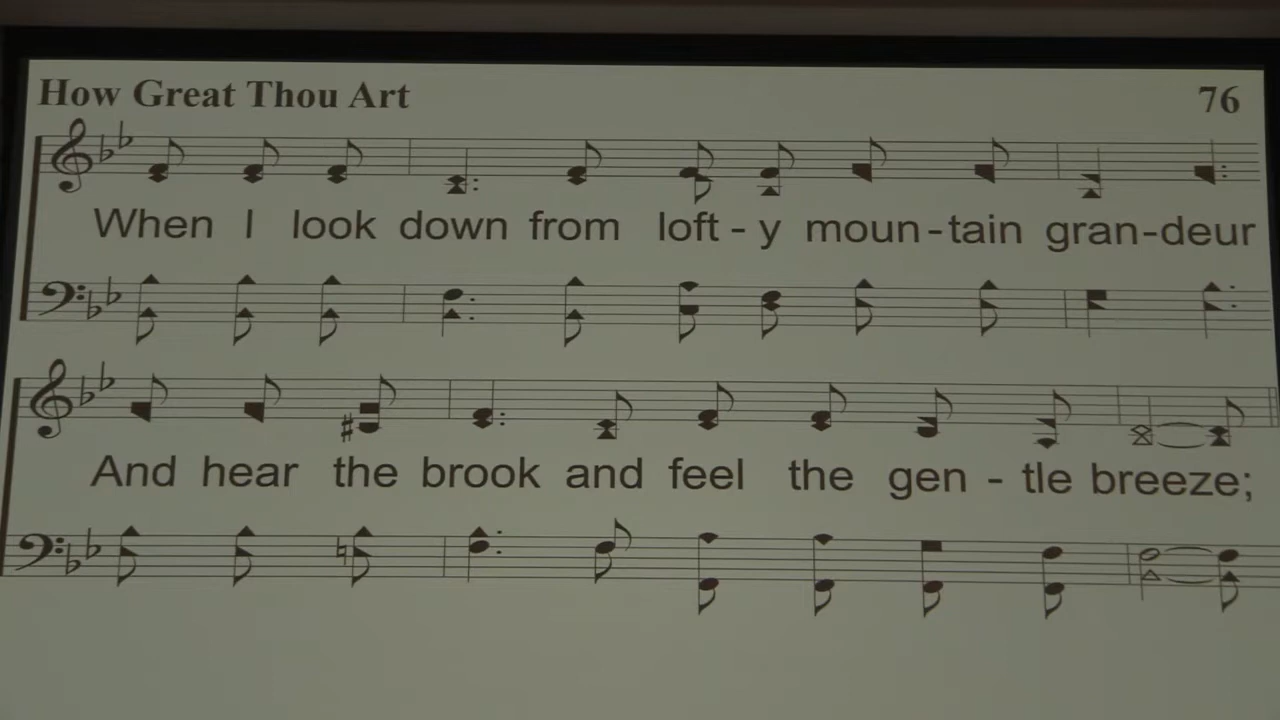 How Great Thou Art 76
When I look down from loft - y moun - tain gran - deur
And hear the brook and feel the gen - tle breeze;